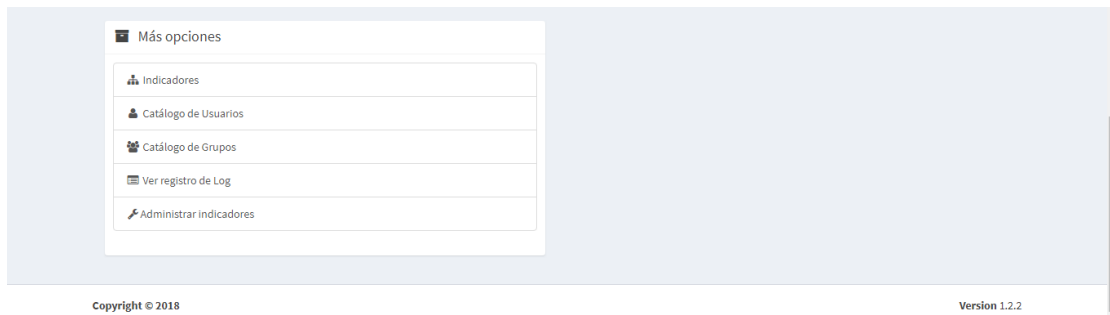 Más opciones
Indicadores
Catálogo de Usuarios
Catálogo de Grupos
Ver registro de Log
Administrar indicadores
Copyright © 2018 Version 1.2.2